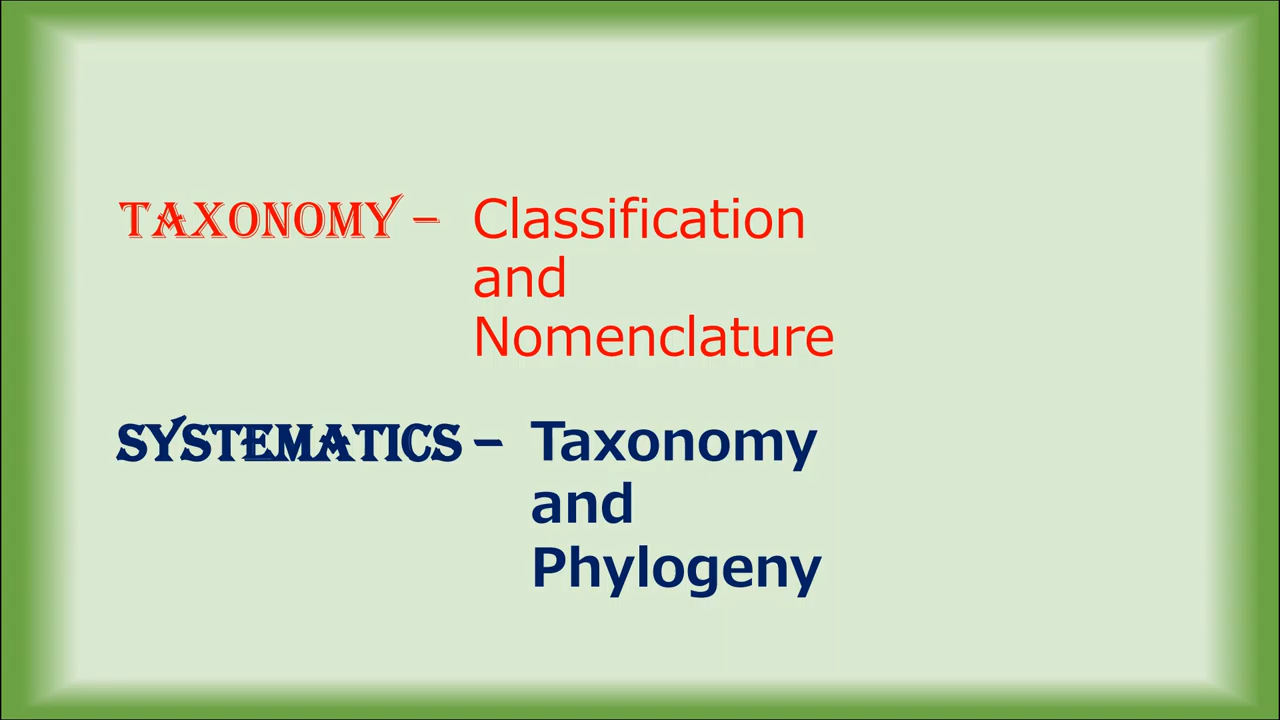 TAXONOMY – Classification
and
Nomenclature
SYSTEMATICS – Taxonomy
and
Phylogeny